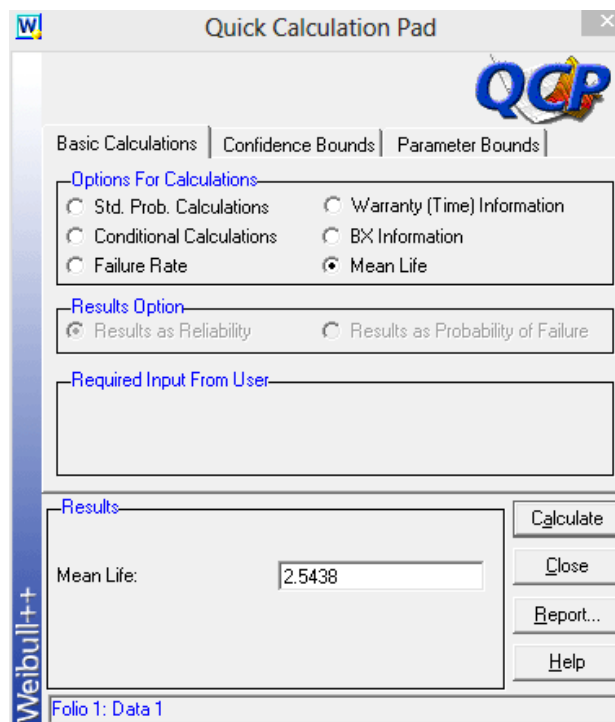 W
Quick Calculation Pad
QCP
Basic Calculations Confidence Bounds Parameter Bounds
Options For Calculations
Std. Prob. Calculations Warranty (Time) Information
Conditional Calculations BX Information
Failure Rate Mean Life
Results Option
Results as Reliability Results as Probability of Failure
Required Input From User
Results
Mean Life: 2.5438
Calculate
Close
Report...
Help
Weibull++
Folio 1: Data 1